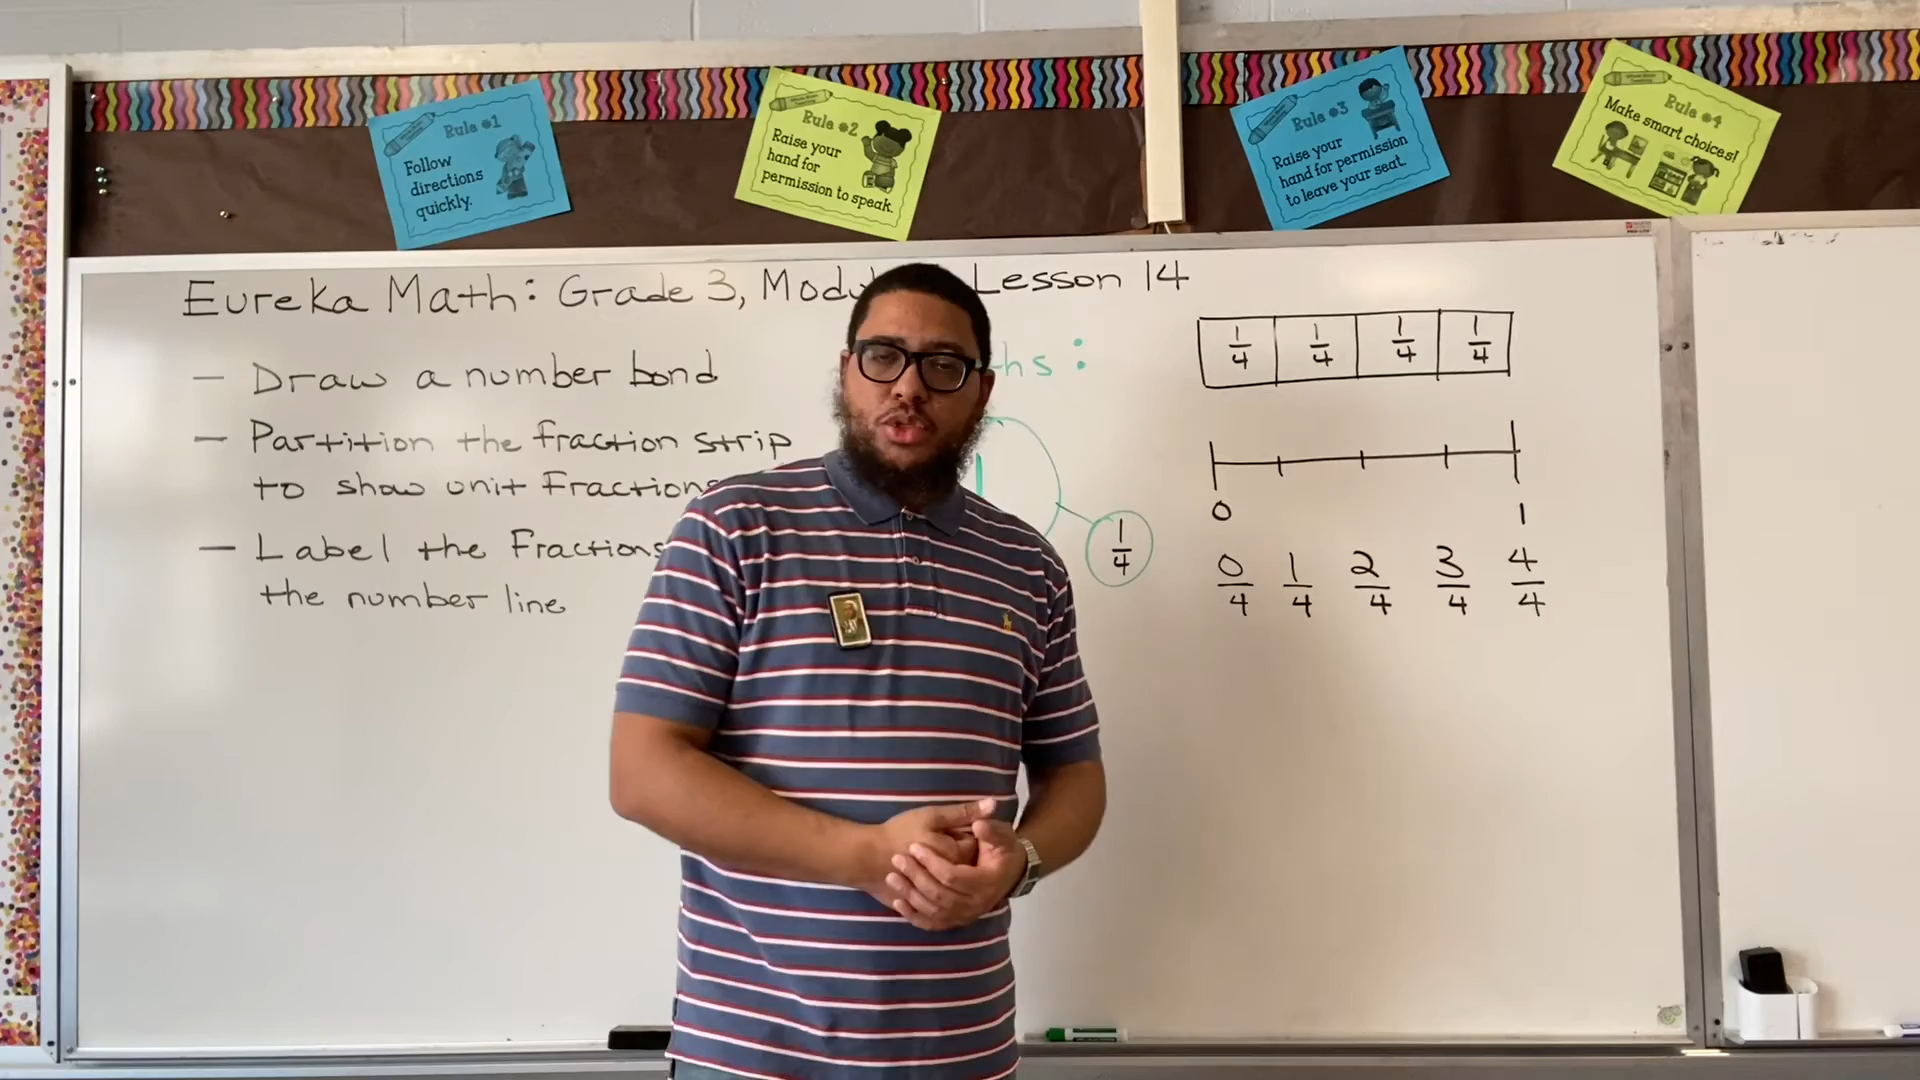 Rule #1
Follow
directions
quickly.
Rule #2
Raise your
hand for
permission to speak.
Rule #3
Raise your
hand for permission
to leave your seat.
Rule #4
Make smart choices!
Eureka Math: Grade 3, Lesson 14
- Draw a number bond
- Partition the fraction strip
to show unit Fractions
- Label the Fractions
the number line
:
1
1/4
1/4 1/4 1/4 1/4
0 1
0/4 1/4 2/4 3/4 4/4